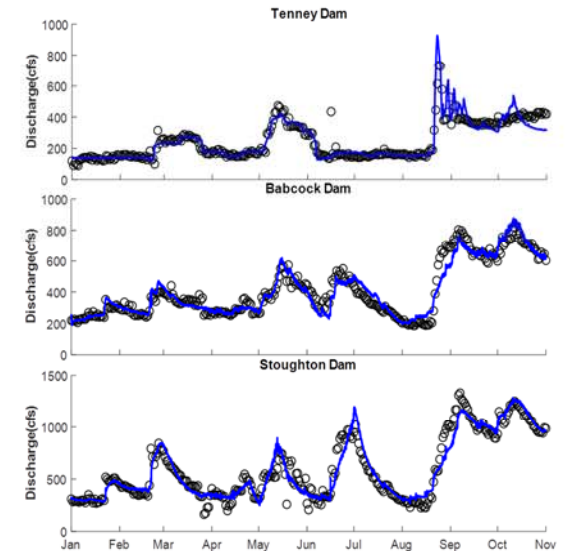 Tenney Dam
1000
800
600
400
200
0
Discharge(cfs)
Babcock Dam
1000
800
600
400
200
0
Discharge(cfs)
Stoughton Dam
1500
1000
500
0
Discharge(cfs)
Jan Feb Mar Apr May Jun Jul Aug Sep Oct Nov